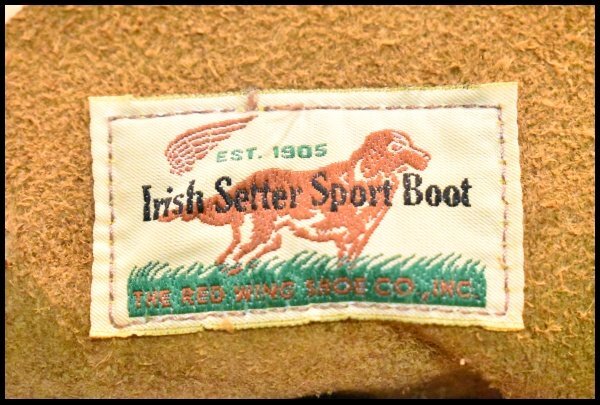 EST. 1905
Irish Setter Sport Boot
THE RED WING SHOE CO., INC.